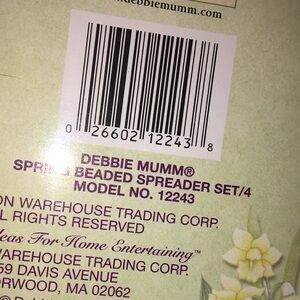 debbiemumm.com
0 26602 12243 8
DEBBIE MUMM®
SPRING BEADED SPREADER SET/4
MODEL NO. 12243
ON WAREHOUSE TRADING CORP.
RIGHTS RESERVED
For Home Entertaining™
WAREHOUSE TRADING CORP.
59 DAVIS AVENUE
ORWOOD, MA 02062